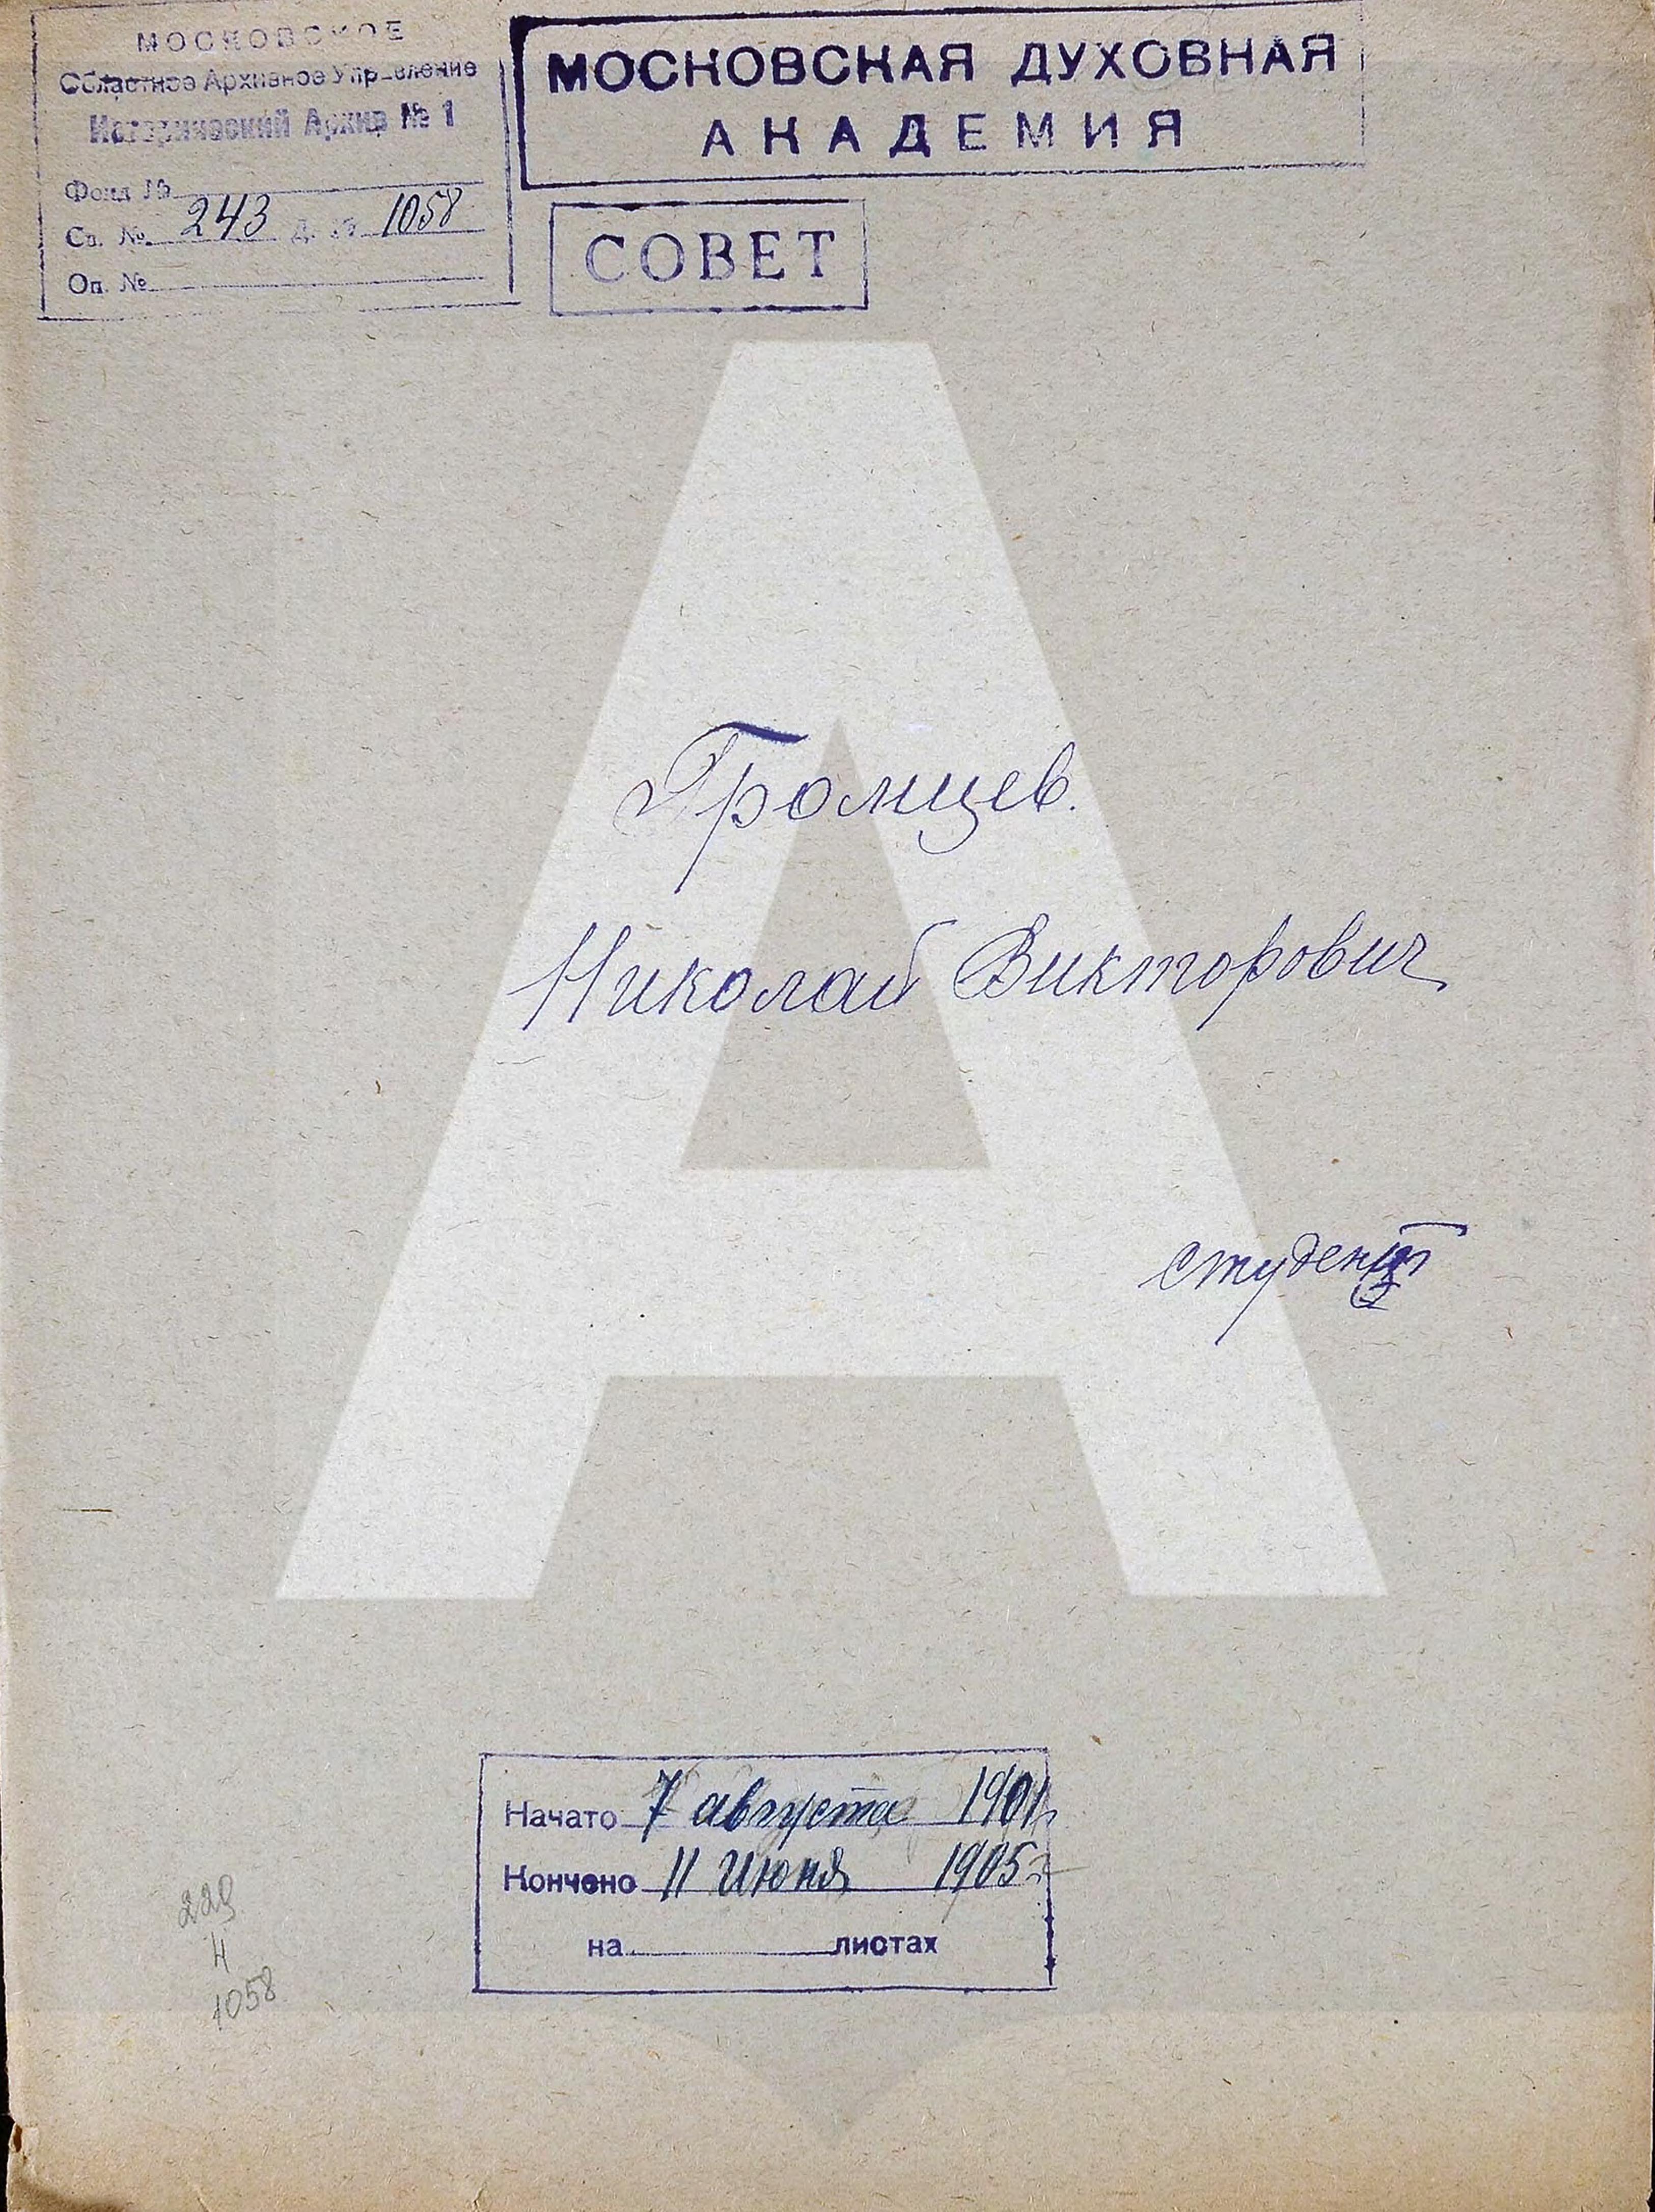 МОСКОВСКОЕ
Областное Архивное Управление
Исторический Архив № 1
Фонд №
Св. № 243 Д. № 1058
Оп. №
МОСКОВСКАЯ ДУХОВНАЯ
АКАДЕМИЯ
СОВЕТ
Громцев.
Николай Викторович
студент
Начато 7 августа 1901 г
Кончено 11 Июня 1905 г
на листах
229
4
1058